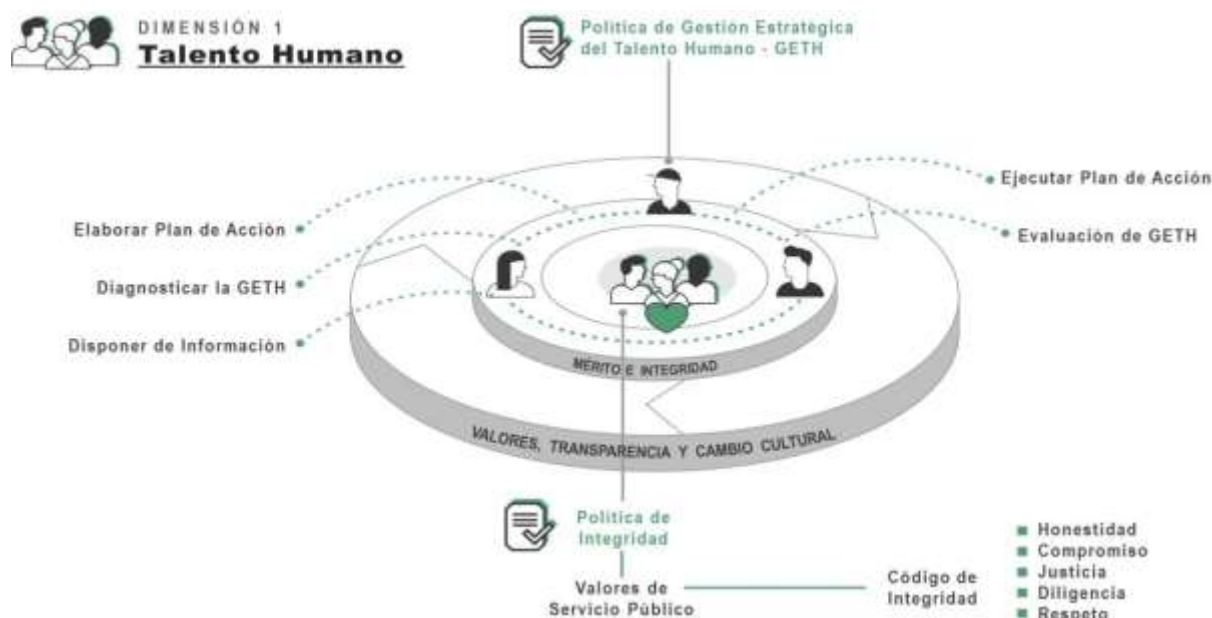 DIMENSIÓN 1
Talento Humano
Política de Gestión Estratégica
del Talento Humano - GETH
Elaborar Plan de Acción
Diagnosticar la GETH
Disponer de Información
Ejecutar Plan de Acción
Evaluación de GETH
MÉRITO E INTEGRIDAD
VALORES, TRANSPARENCIA Y CAMBIO CULTURAL
Política de
Integridad
Valores de
Servicio Público
Código de
Integridad
Honestidad
Compromiso
Justicia
Diligencia
Respeto